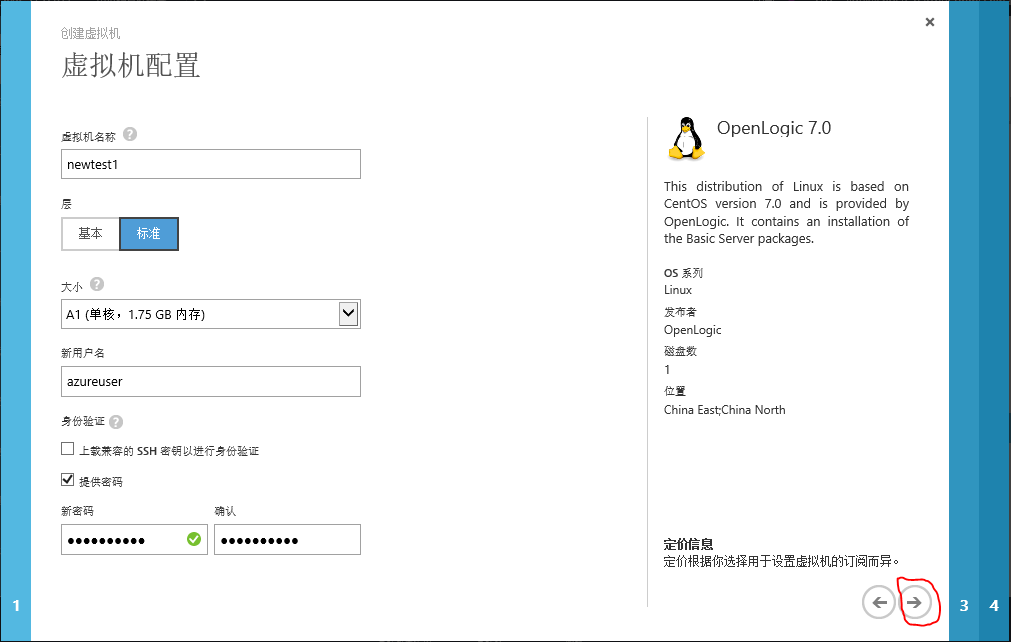 创建虚拟机
虚拟机配置
虚拟机名称 ?
newtest1
层
基本 标准
大小 ?
A1 (单核，1.75 GB 内存)
新用户名
azureuser
身份验证 ?
上载兼容的 SSH 密钥以进行身份验证
提供密码
新密码 确认
●●●●●●●●●● ●●●●●●●●●●
OpenLogic 7.0
This distribution of Linux is based on
CentOS version 7.0 and is provided by
OpenLogic. It contains an installation of
the Basic Server packages.
OS 系列
Linux
发布者
OpenLogic
磁盘数
1
位置
China East;China North
定价信息
定价根据你选择用于设置虚拟机的订阅而异。
1
3 4